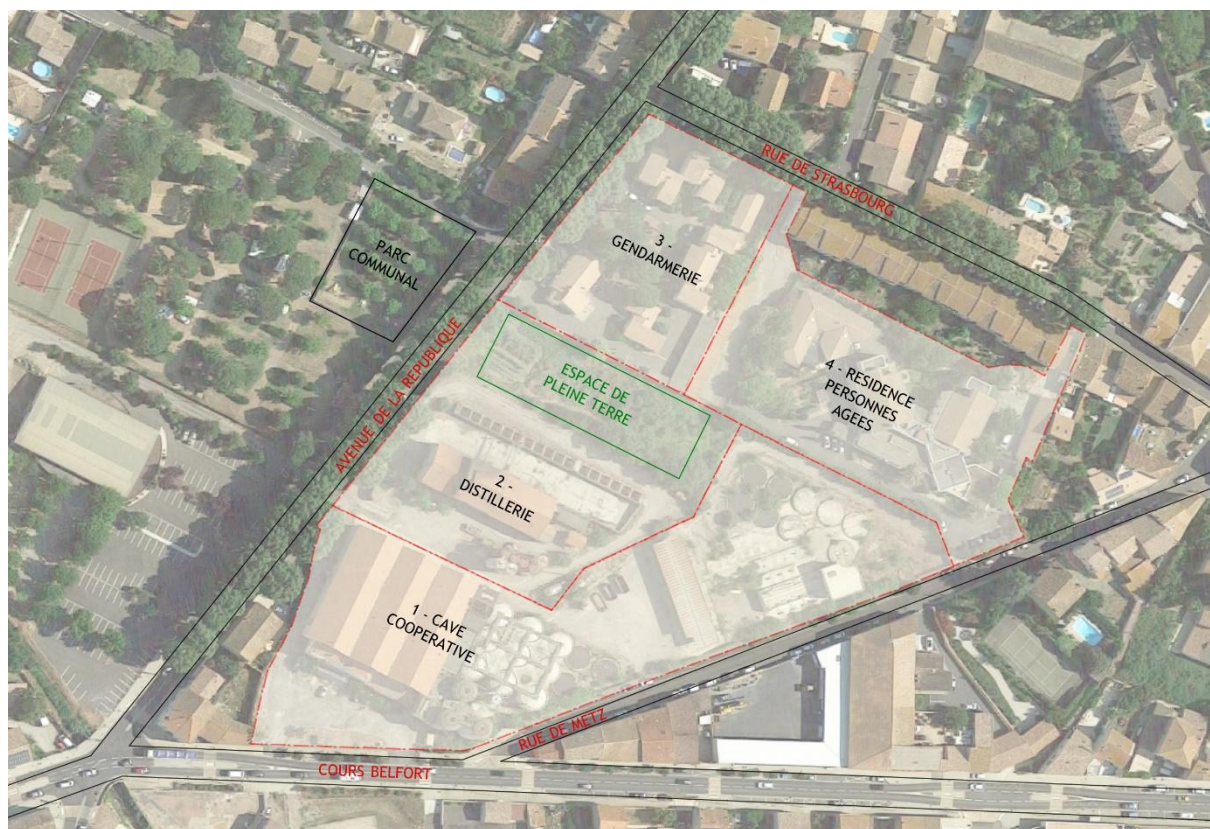 RUE DE STRASBOURG
3 -
GENDARMERIE
PARC
COMMUNAL
AVENUE DE LA REPUBLIQUE
ESPACE DE
PLEINE TERRE
4 - RESIDENCE
PERSONNES
AGEES
2 -
DISTILLERIE
1 - CAVE
COOPERATIVE
RUE DE METZ
COURS BELFORT